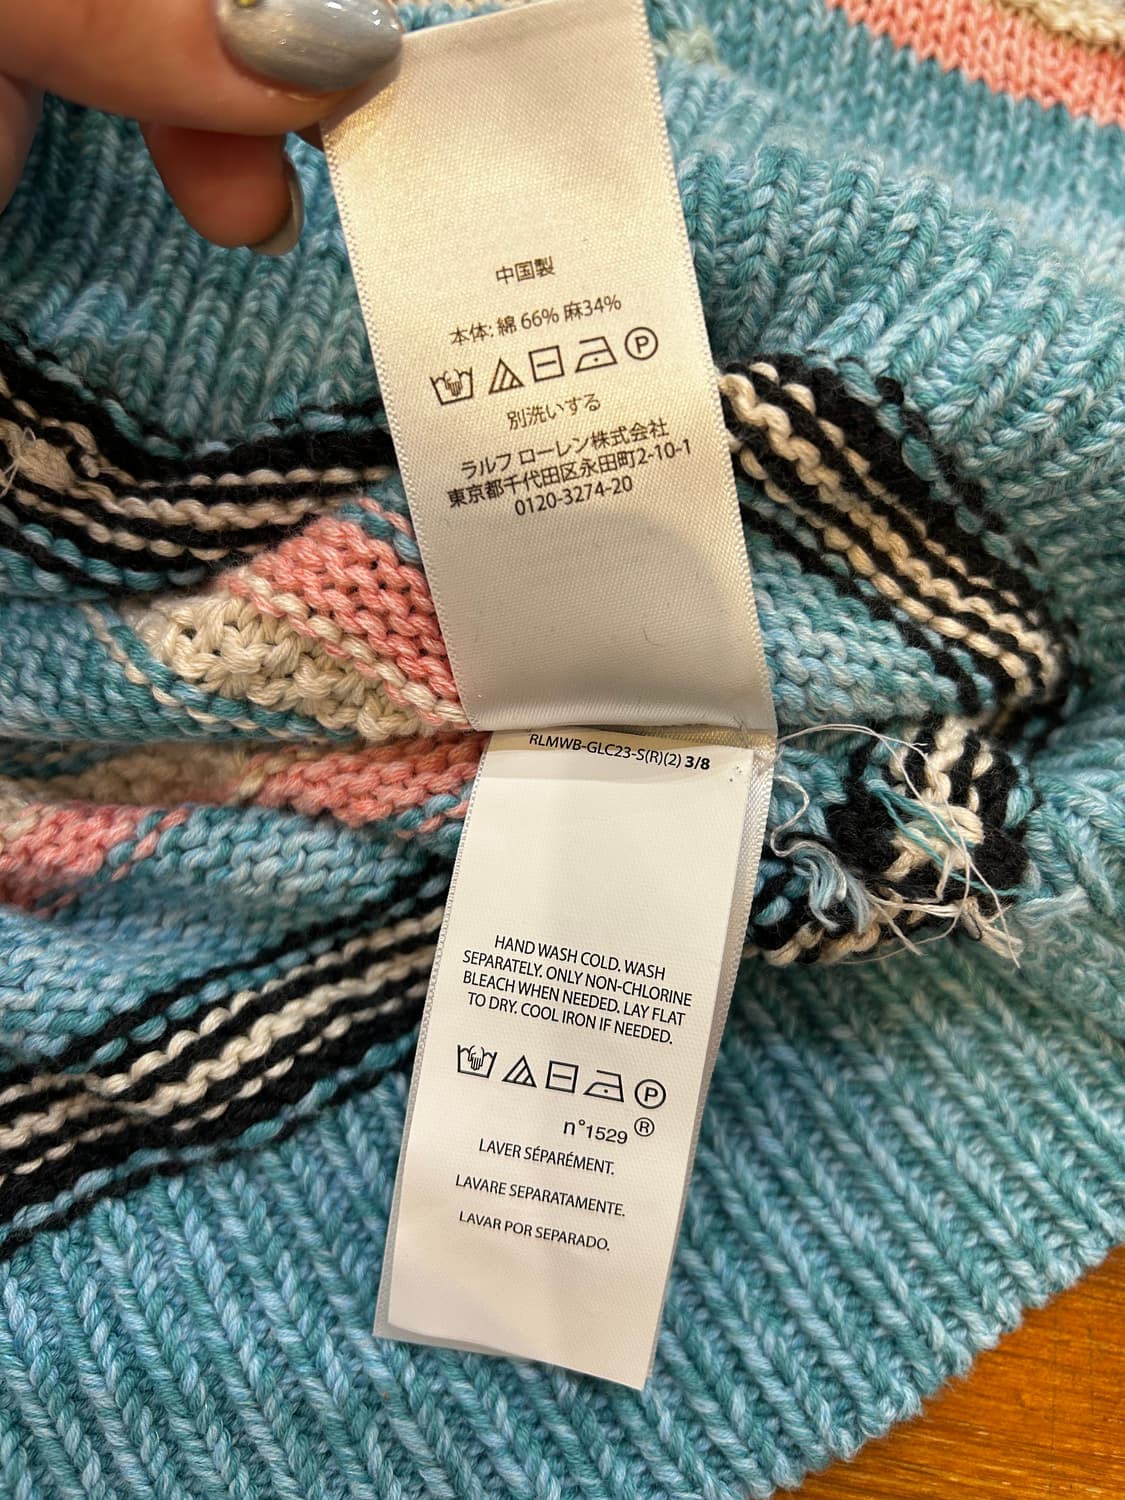 中国製
本体: 綿 66% 麻34%
P
別洗いする
ラルフ ローレン株式会社
東京都千代田区永田町2-10-1
0120-3274-20
RLMWB-GLC23-S(R)(2) 3/8
HAND WASH COLD. WASH
SEPARATELY. ONLY NON-CHLORINE
BLEACH WHEN NEEDED. LAY FLAT
TO DRY. COOL IRON IF NEEDED.
P
n°1529 ®
LAVER SÉPARÉMENT.
LAVARE SEPARATAMENTE.
LAVAR POR SEPARADO.